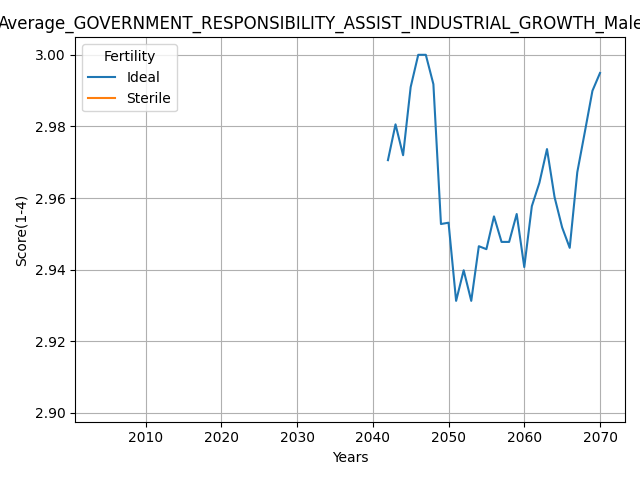 Average_GOVERNMENT_RESPONSIBILITY_ASSIST_INDUSTRIAL_GROWTH_Male
Fertility
Ideal
Sterile
3.00
2.98
2.96
2.94
2.92
2.90
Score(1-4)
2010 2020 2030 2040 2050 2060 2070
Years